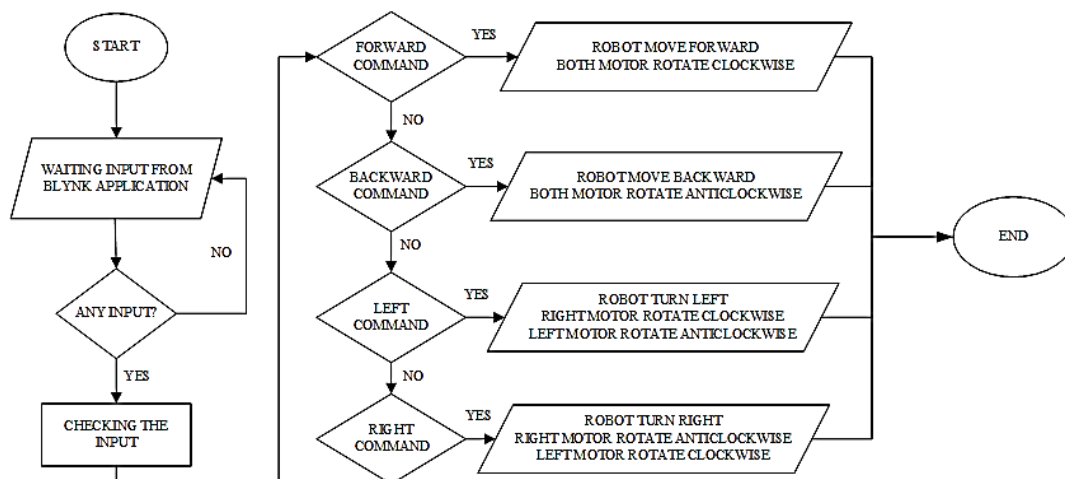 START
WAITING INPUT FROM
BLYNK APPLICATION
NO
ANY INPUT?
YES
CHECKING THE
INPUT
FORWARD
COMMAND
YES
ROBOT MOVE FORWARD
BOTH MOTOR ROTATE CLOCKWISE
NO
BACKWARD
COMMAND
YES
ROBOT MOVE BACKWARD
BOTH MOTOR ROTATE ANTICLOCKWISE
NO
LEFT
COMMAND
YES
ROBOT TURN LEFT
RIGHT MOTOR ROTATE CLOCKWISE
LEFT MOTOR ROTATE ANTICLOCKWISE
NO
RIGHT
COMMAND
YES
ROBOT TURN RIGHT
RIGHT MOTOR ROTATE ANTICLOCKWISE
LEFT MOTOR ROTATE CLOCKWISE
END